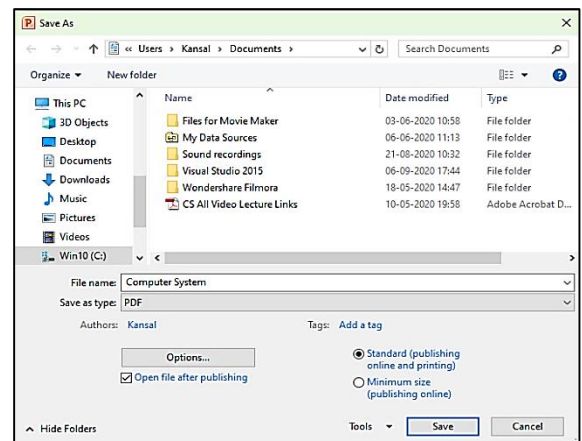 Save As
« Users › Kansal › Documents ›
Search Documents
Organize
New folder
This PC
3D Objects
Desktop
Documents
Downloads
Music
Pictures
Videos
Win10 (C:)
Name Date modified Type
Files for Movie Maker 03-06-2020 10:58 File folder
My Data Sources 06-06-2020 11:13 File folder
Sound recordings 21-08-2020 10:32 File folder
Visual Studio 2015 06-09-2020 17:44 File folder
Wondershare Filmora 18-05-2020 14:47 File folder
CS All Video Lecture Links 10-05-2020 19:58 Adobe Acrobat D...
File name: Computer System
Save as type: PDF
Authors: Kansal
Tags: Add a tag
Options...
Open file after publishing
Standard (publishing
online and printing)
Minimum size
(publishing online)
Hide Folders
Tools
Save
Cancel